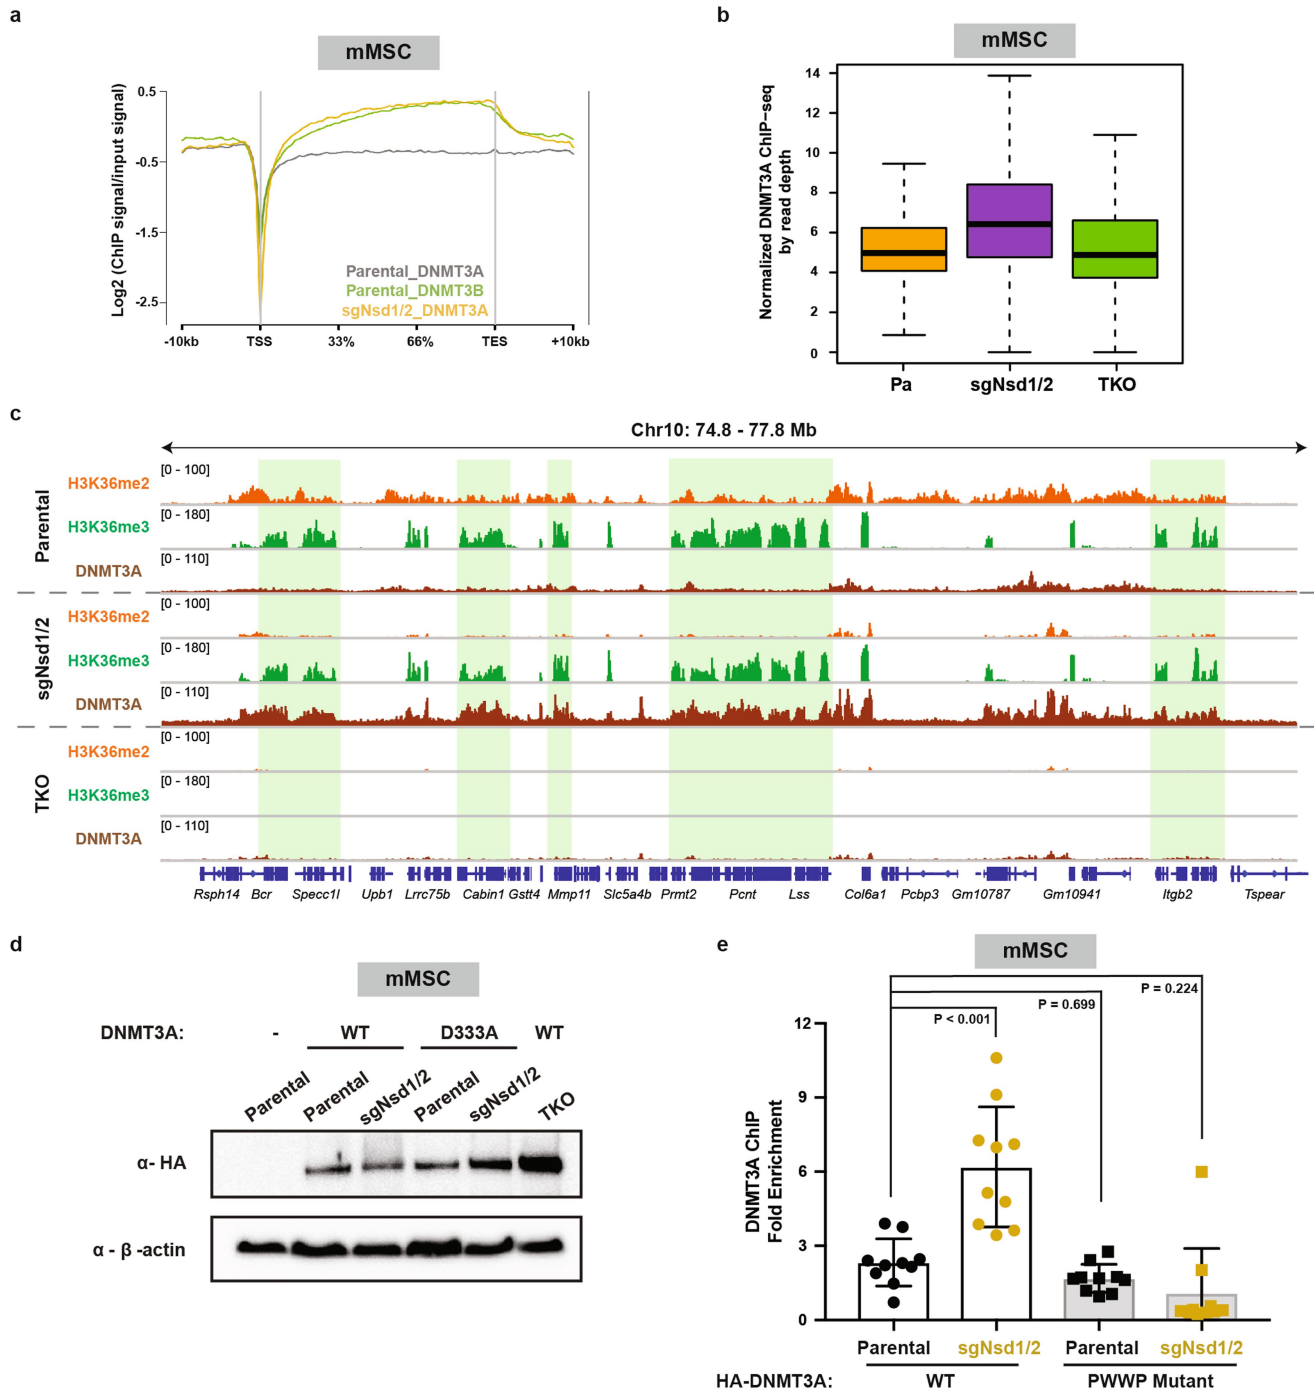 a
mMSC
Log2 (ChIP signal/input signal)
0.5
-0.5
-1.5
-2.5
Parental_DNMT3A
Parental_DNMT3B
sgNsd1/2_DNMT3A
-10kb
TSS
33%
66%
TES
+10kb
b
mMSC
Normalized DNMT3A ChIP-seq
by read depth
14
12
10
8
6
4
2
0
Pa
sgNsd1/2
TKO
c
Chr10: 74.8 - 77.8 Mb
Parental
H3K36me2
[0 - 100]
H3K36me3
[0 - 180]
DNMT3A
[0 - 110]
sgNsd1/2
H3K36me2
[0 - 100]
H3K36me3
[0 - 180]
DNMT3A
[0 - 110]
TKO
H3K36me2
[0 - 100]
H3K36me3
[0 - 180]
DNMT3A
[0 - 110]
Rsph14 Bcr Specc1l Upb1 Lrrc75b Cabin1 Gstt4 Mmp11 Slc5a4b Prmt2 Pcnt Lss Col6a1 Pcbp3 Gm10787 Gm10941 Itgb2 Tspear
d
mMSC
DNMT3A: - WT D333A WT
Parental Parental sgNsd1/2 Parental sgNsd1/2 TKO
α- HA
α - β -actin
e
mMSC
P = 0.224
P = 0.699
P < 0.001
DNMT3A ChIP
Fold Enrichment
12
9
6
3
0
Parental sgNsd1/2 Parental sgNsd1/2
HA-DNMT3A: WT PWWP Mutant